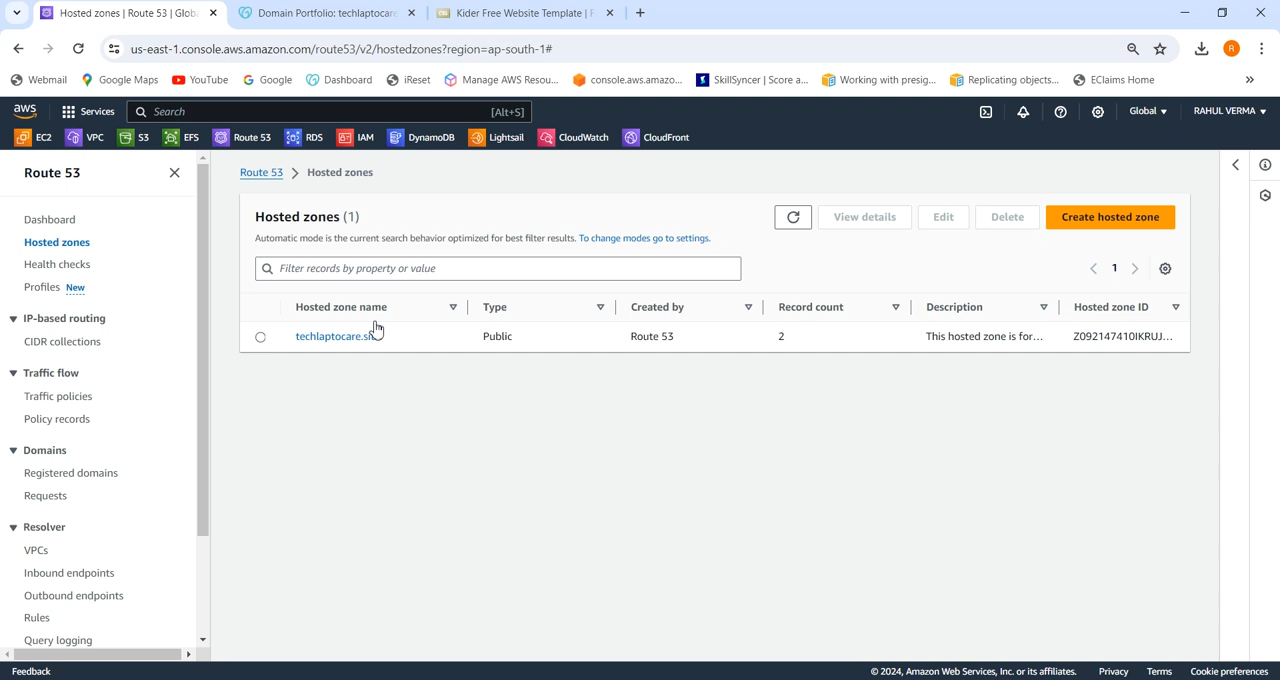 Hosted zones | Route 53 | Glob
Domain Portfolio: techlaptocare
Kider Free Website Template | F
us-east-1.console.aws.amazon.com/route53/v2/hostedzones?region=ap-south-1#
R
Webmail
Google Maps
YouTube
Google
Dashboard
iReset
Manage AWS Resou...
console.aws.amazo...
SkillSyncer | Score a...
Working with presig...
Replicating objects...
EClaims Home
aws
Services
Search
[Alt+S]
Global
RAHUL VERMA
EC2
VPC
S3
EFS
Route 53
RDS
IAM
DynamoDB
Lightsail
CloudWatch
CloudFront
Route 53
Dashboard
Hosted zones
Health checks
Profiles New
IP-based routing
CIDR collections
Traffic flow
Traffic policies
Policy records
Domains
Registered domains
Requests
Resolver
VPCs
Inbound endpoints
Outbound endpoints
Rules
Query logging
Route 53 > Hosted zones
Hosted zones (1)
View details
Edit
Delete
Create hosted zone
Automatic mode is the current search behavior optimized for best filter results. To change modes go to settings.
Filter records by property or value
1
Hosted zone name
Type
Created by
Record count
Description
Hosted zone ID
Public
Route 53
2
This hosted zone is for...
Z092147410IKRUJ...
Feedback
© 2024, Amazon Web Services, Inc. or its affiliates.
Privacy
Terms
Cookie preferences